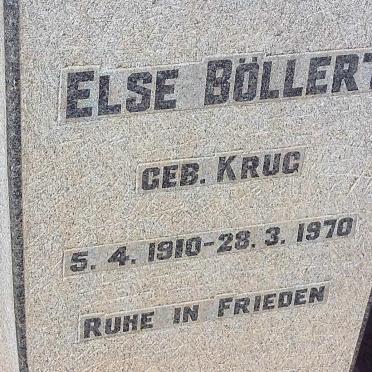 ELSE BÖLLERT
GEB. KRUG
5. 4. 1910-28. 3. 1970
RUHE IN FRIEDEN